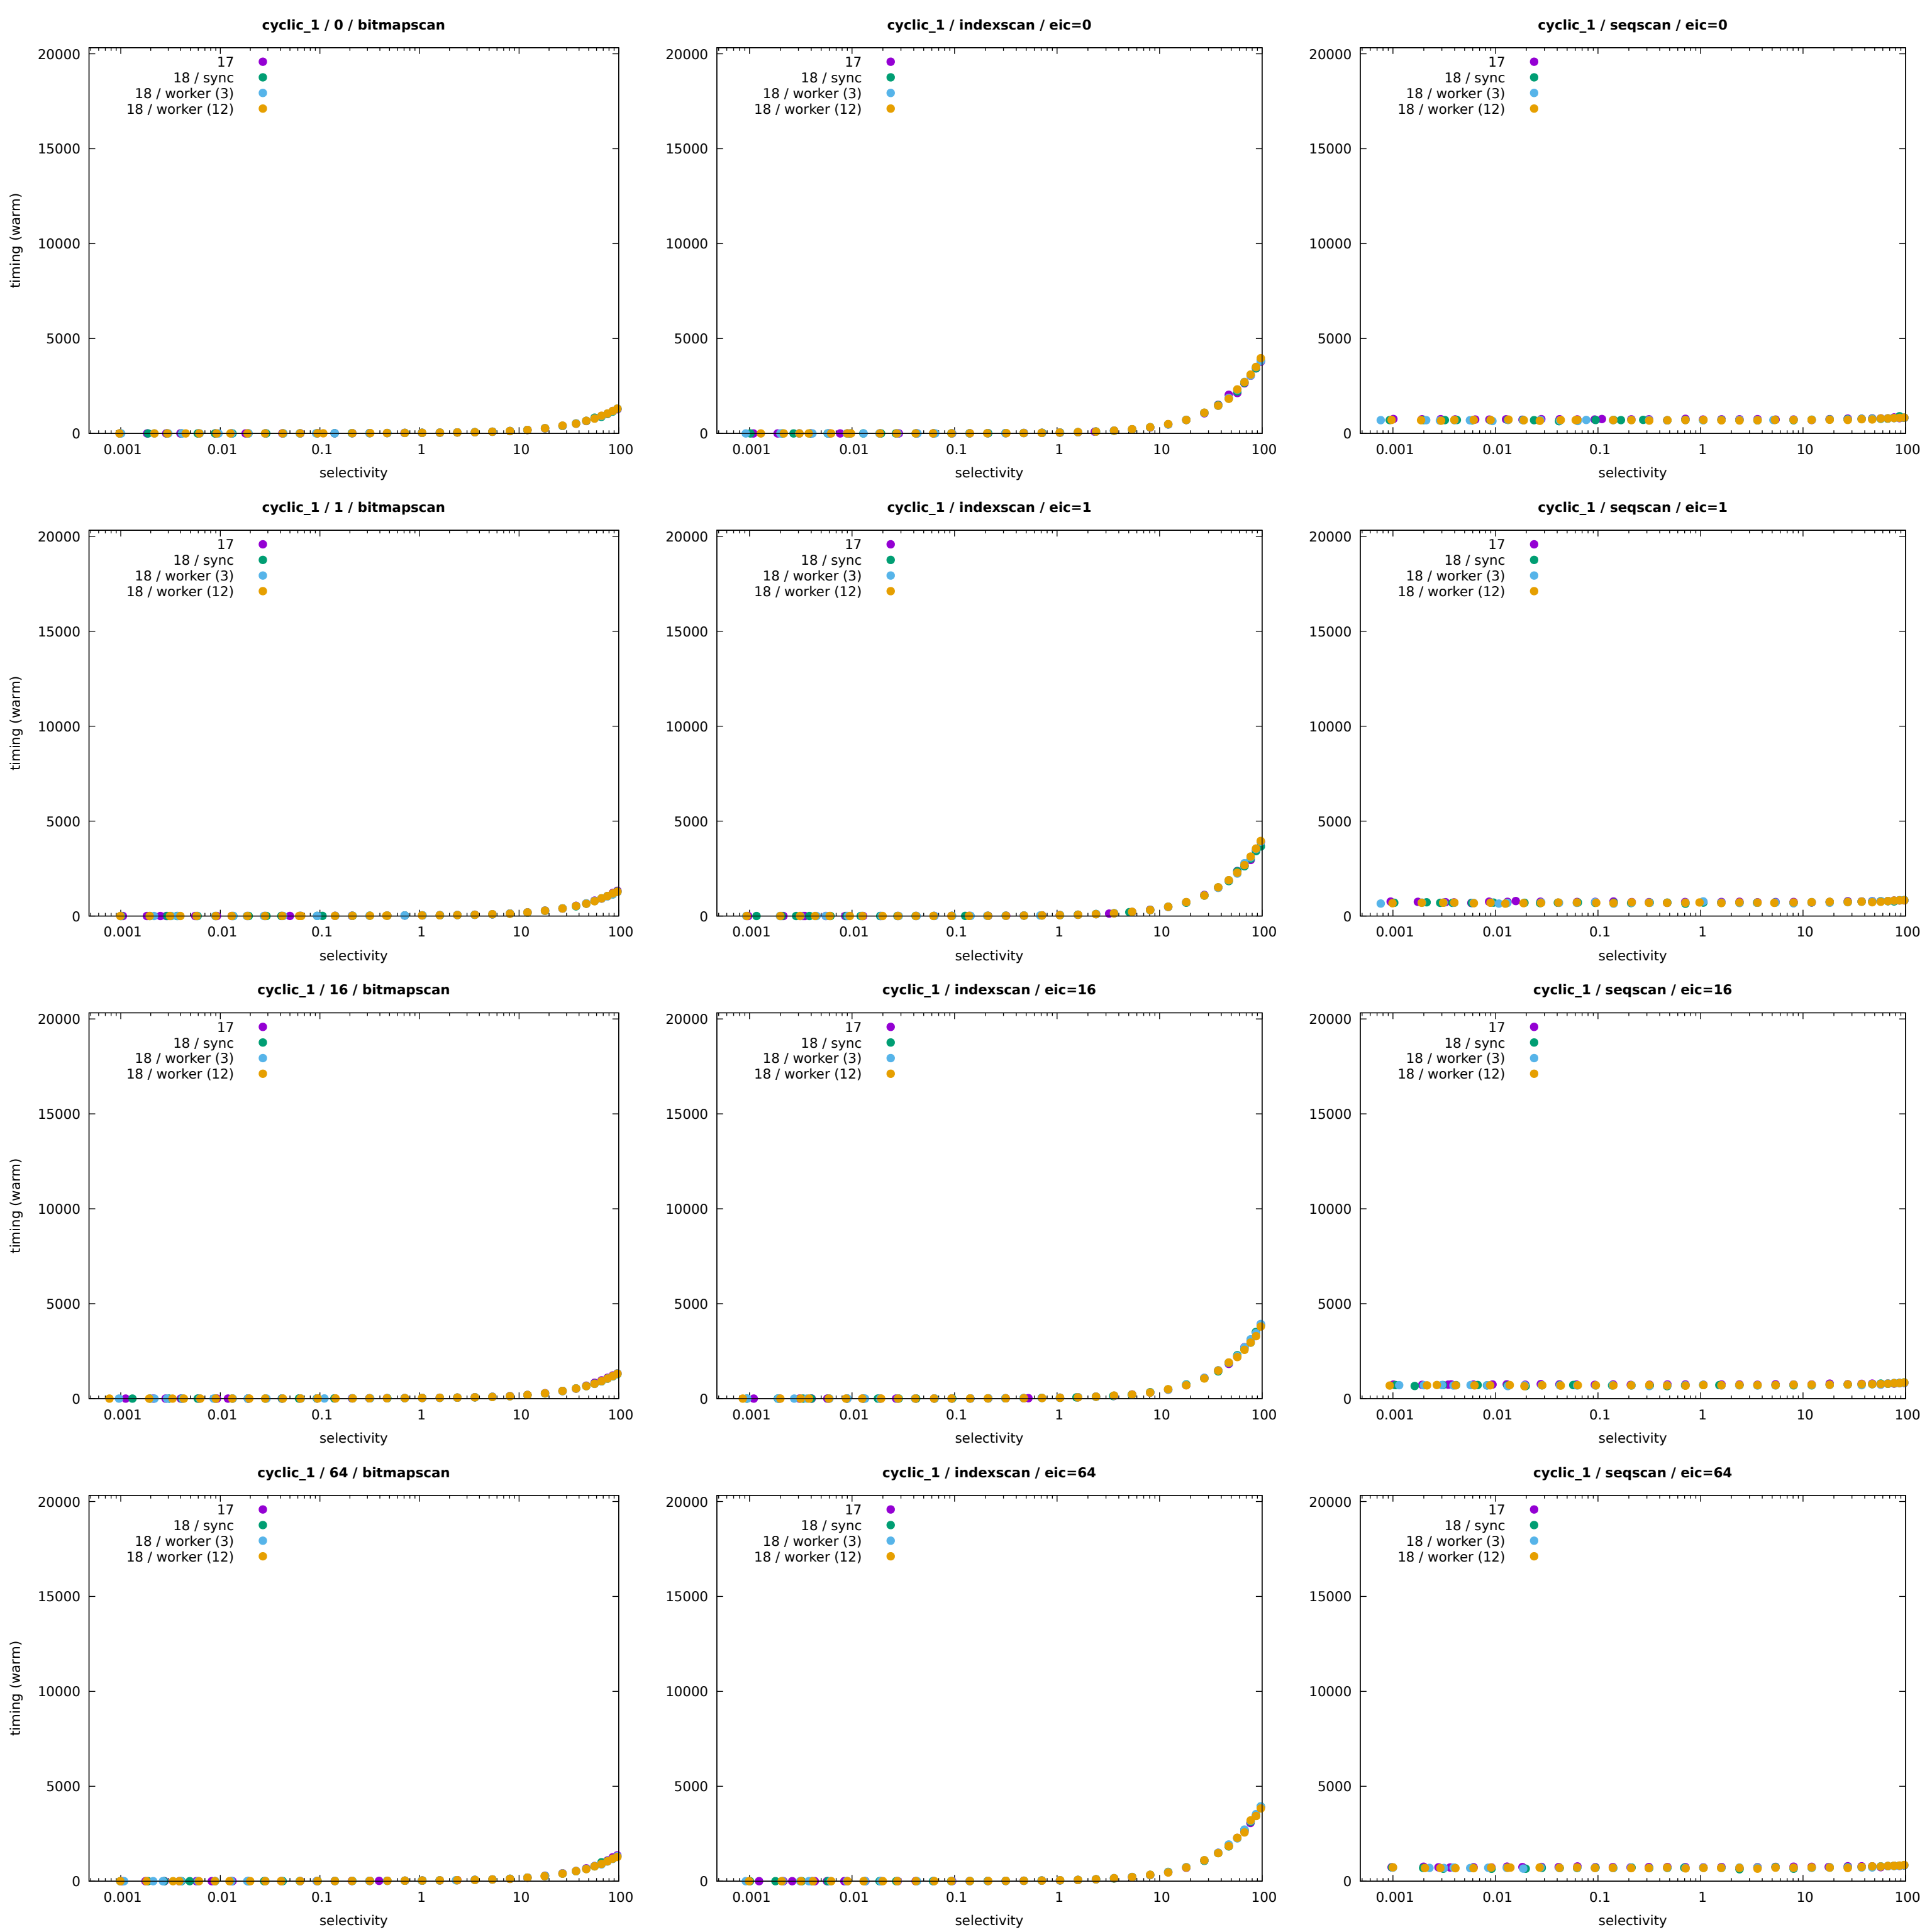 cyclic_1 / 0 / bitmapscan
20000
15000
10000
5000
0
0.001
0.01
0.1
1
10
100
timing (warm)
selectivity
17
18 / sync
18 / worker (3)
18 / worker (12)
cyclic_1 / indexscan / eic=0
20000
15000
10000
5000
0
0.001
0.01
0.1
1
10
100
selectivity
17
18 / sync
18 / worker (3)
18 / worker (12)
cyclic_1 / seqscan / eic=0
20000
15000
10000
5000
0
0.001
0.01
0.1
1
10
100
selectivity
17
18 / sync
18 / worker (3)
18 / worker (12)
cyclic_1 / 1 / bitmapscan
20000
15000
10000
5000
0
0.001
0.01
0.1
1
10
100
timing (warm)
selectivity
17
18 / sync
18 / worker (3)
18 / worker (12)
cyclic_1 / indexscan / eic=1
20000
15000
10000
5000
0
0.001
0.01
0.1
1
10
100
selectivity
17
18 / sync
18 / worker (3)
18 / worker (12)
cyclic_1 / seqscan / eic=1
20000
15000
10000
5000
0
0.001
0.01
0.1
1
10
100
selectivity
17
18 / sync
18 / worker (3)
18 / worker (12)
cyclic_1 / 16 / bitmapscan
20000
15000
10000
5000
0
0.001
0.01
0.1
1
10
100
timing (warm)
selectivity
17
18 / sync
18 / worker (3)
18 / worker (12)
cyclic_1 / indexscan / eic=16
20000
15000
10000
5000
0
0.001
0.01
0.1
1
10
100
selectivity
17
18 / sync
18 / worker (3)
18 / worker (12)
cyclic_1 / seqscan / eic=16
20000
15000
10000
5000
0
0.001
0.01
0.1
1
10
100
selectivity
17
18 / sync
18 / worker (3)
18 / worker (12)
cyclic_1 / 64 / bitmapscan
20000
15000
10000
5000
0
0.001
0.01
0.1
1
10
100
timing (warm)
selectivity
17
18 / sync
18 / worker (3)
18 / worker (12)
cyclic_1 / indexscan / eic=64
20000
15000
10000
5000
0
0.001
0.01
0.1
1
10
100
selectivity
17
18 / sync
18 / worker (3)
18 / worker (12)
cyclic_1 / seqscan / eic=64
20000
15000
10000
5000
0
0.001
0.01
0.1
1
10
100
selectivity
17
18 / sync
18 / worker (3)
18 / worker (12)